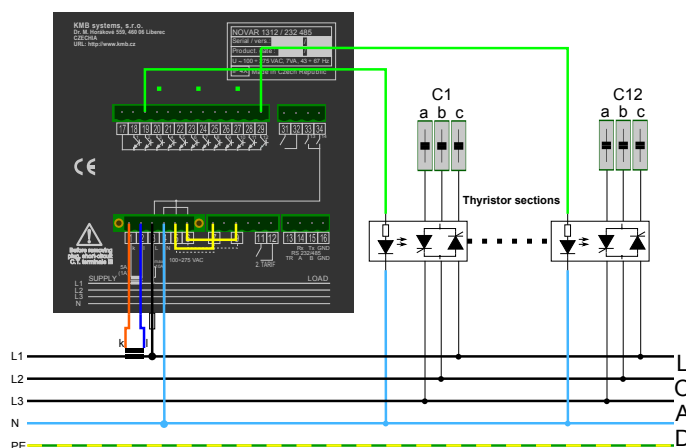 KMB systems, s.r.o.
Dr. M. Horákové 559, 460 06 Liberec
CZECHIA
URL: http://www.kmb.cz
NOVAR 1312 / 232 485
Serial / vers.: /
Product. date: /
U ~ 100 ÷ 275 VAC, 7VA, 43 ÷ 67 Hz
Made in Czech Republic
17 18 19 20 21 22 23 24 25 26 27 28 29
31 32 33 34
CE
Before removing
plug, short-circuit
C.T. terminals !!!
100÷275 VAC
11 12
2. TARIF
13 14 15 16
Rx Tx GND
RS 232/485
TR A B GND
5A
(1A)
SUPPLY
LOAD
L1
L2
L3
N
k
l
C1
a b c
C12
a b c
Thyristor sections
L1
L2
L3
N
PE
L
O
A
D